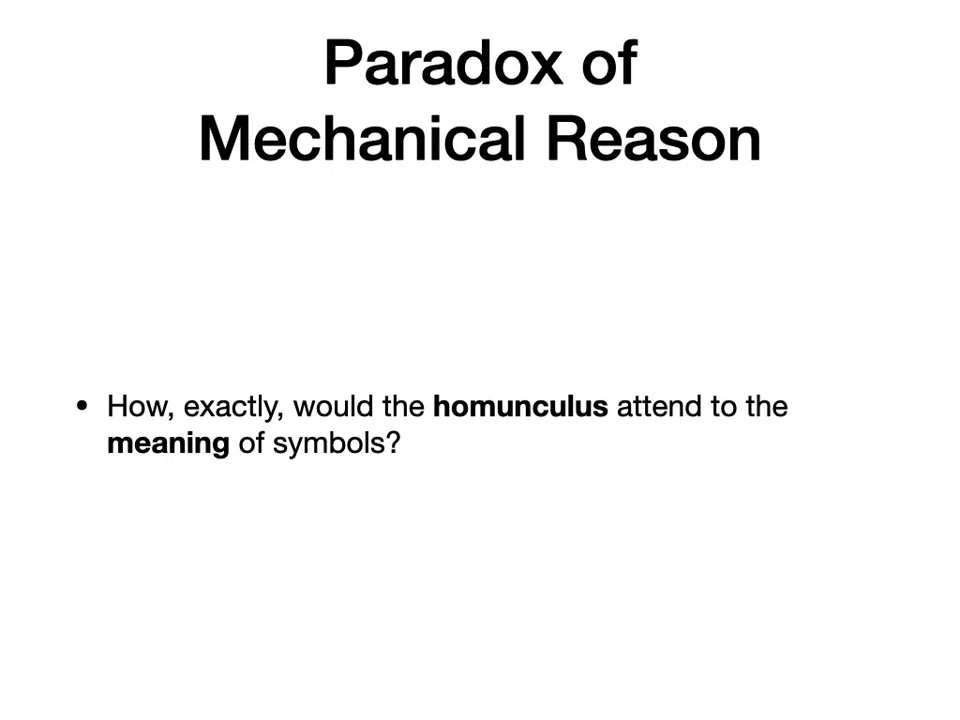 Paradox of
Mechanical Reason
• How, exactly, would the homunculus attend to the
meaning of symbols?